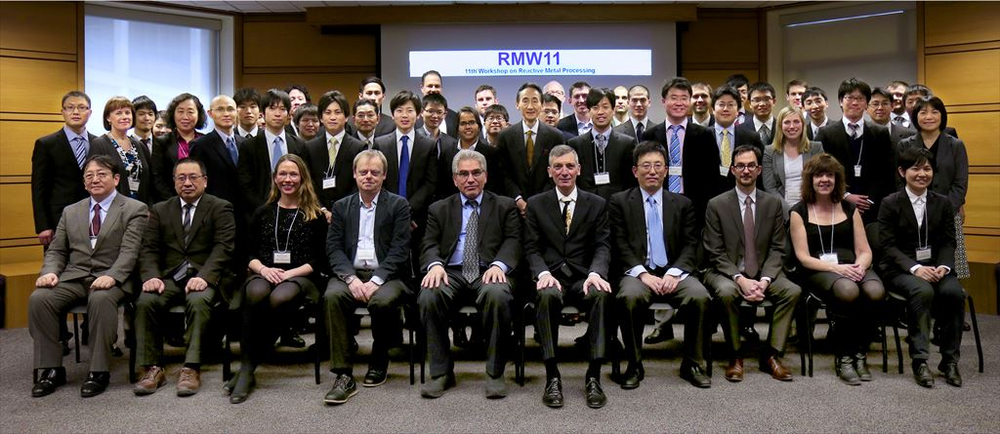 RMW11
11th Workshop on Reactive Metal Processing